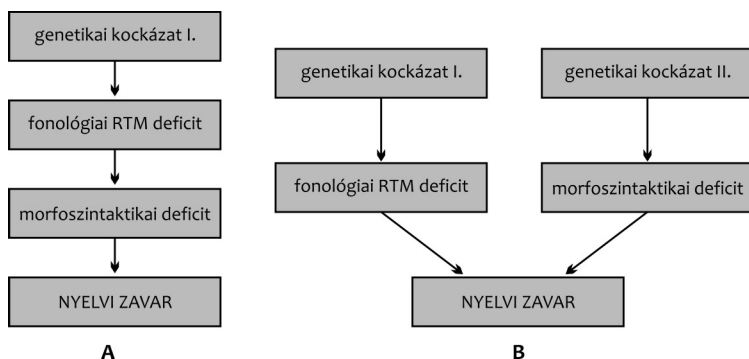 genetikai kockázat I.
fonológiai RTM deficit
morfoszintaktikai deficit
NYELVI ZAVAR
A
genetikai kockázat I.
genetikai kockázat II.
fonológiai RTM deficit
morfoszintaktikai deficit
NYELVI ZAVAR
B